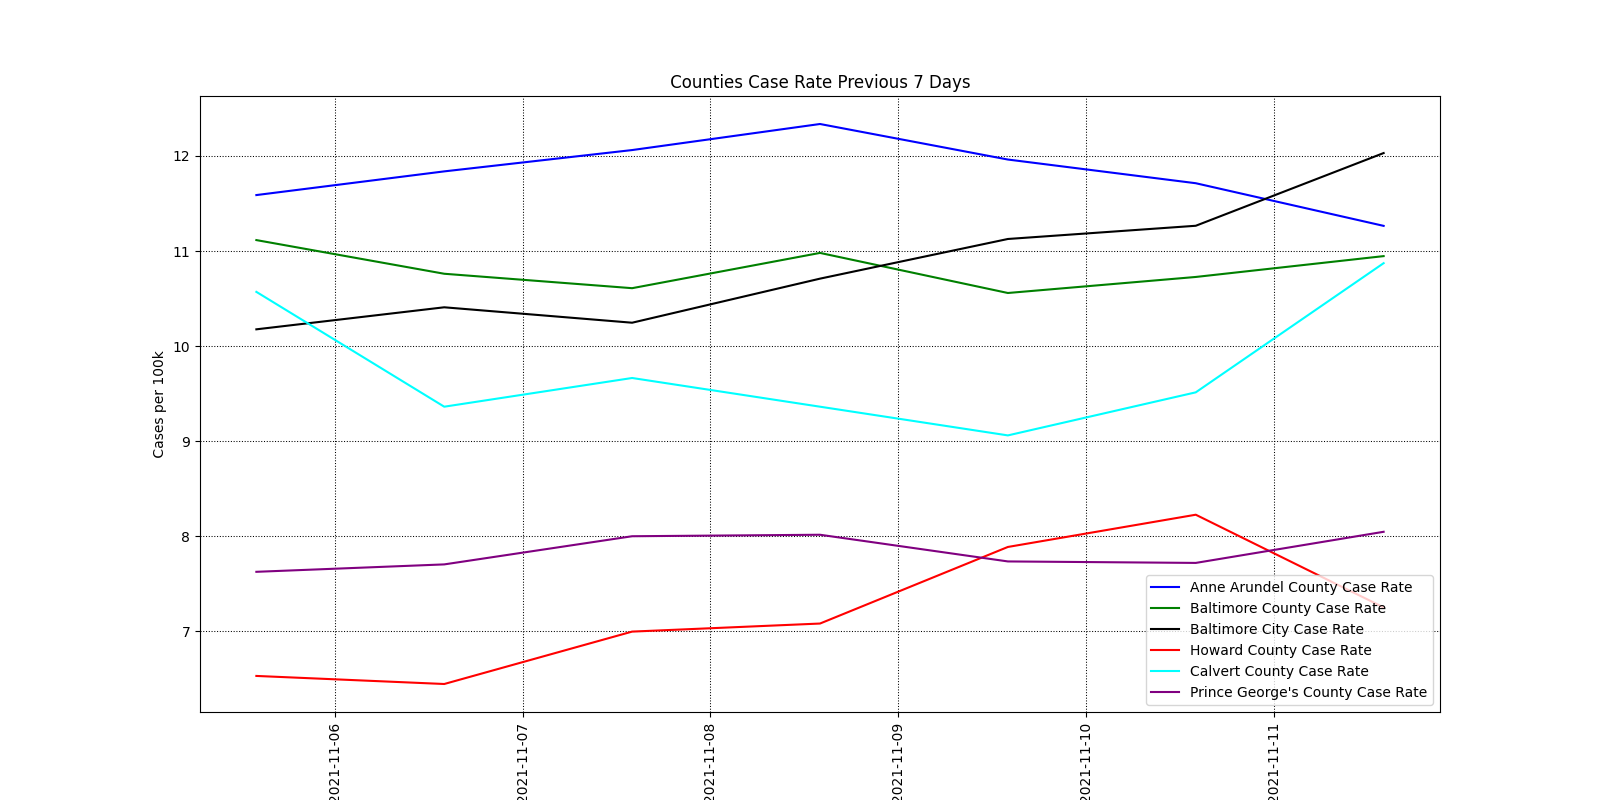 Counties Case Rate Previous 7 Days
Cases per 100k
12
11
10
9
8
7
2021-11-06
2021-11-07
2021-11-08
2021-11-09
2021-11-10
2021-11-11
Anne Arundel County Case Rate
Baltimore County Case Rate
Baltimore City Case Rate
Howard County Case Rate
Calvert County Case Rate
Prince George's County Case Rate